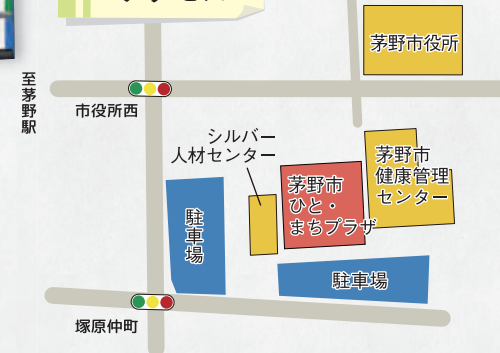 茅野市役所
至茅野駅
市役所西
シルバー
人材センター
茅野市
健康管理
センター
茅野市
ひと・
まちプラザ
駐車場
駐車場
塚原仲町